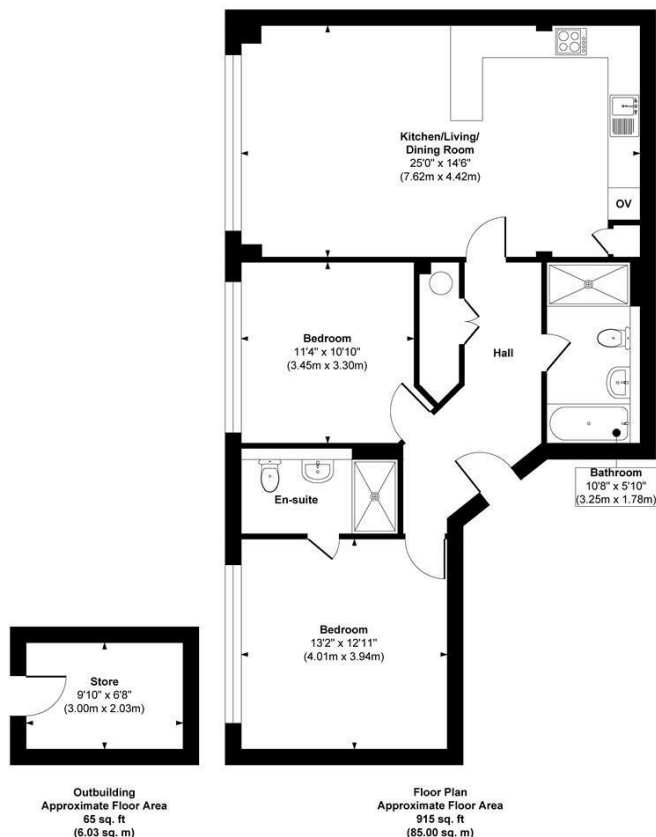 Kitchen/Living/
Dining Room
25'0" x 14'6"
(7.62m x 4.42m)
OV
Bedroom
11'4" x 10'10"
(3.45m x 3.30m)
Hall
Bathroom
10'8" x 5'10"
(3.25m x 1.78m)
En-suite
Bedroom
13'2" x 12'11"
(4.01m x 3.94m)
Store
9'10" x 6'8"
(3.00m x 2.03m)
Outbuilding
Approximate Floor Area
65 sq. ft
(6.03 sq. m)
Floor Plan
Approximate Floor Area
915 sq. ft
(85.00 sq. m)